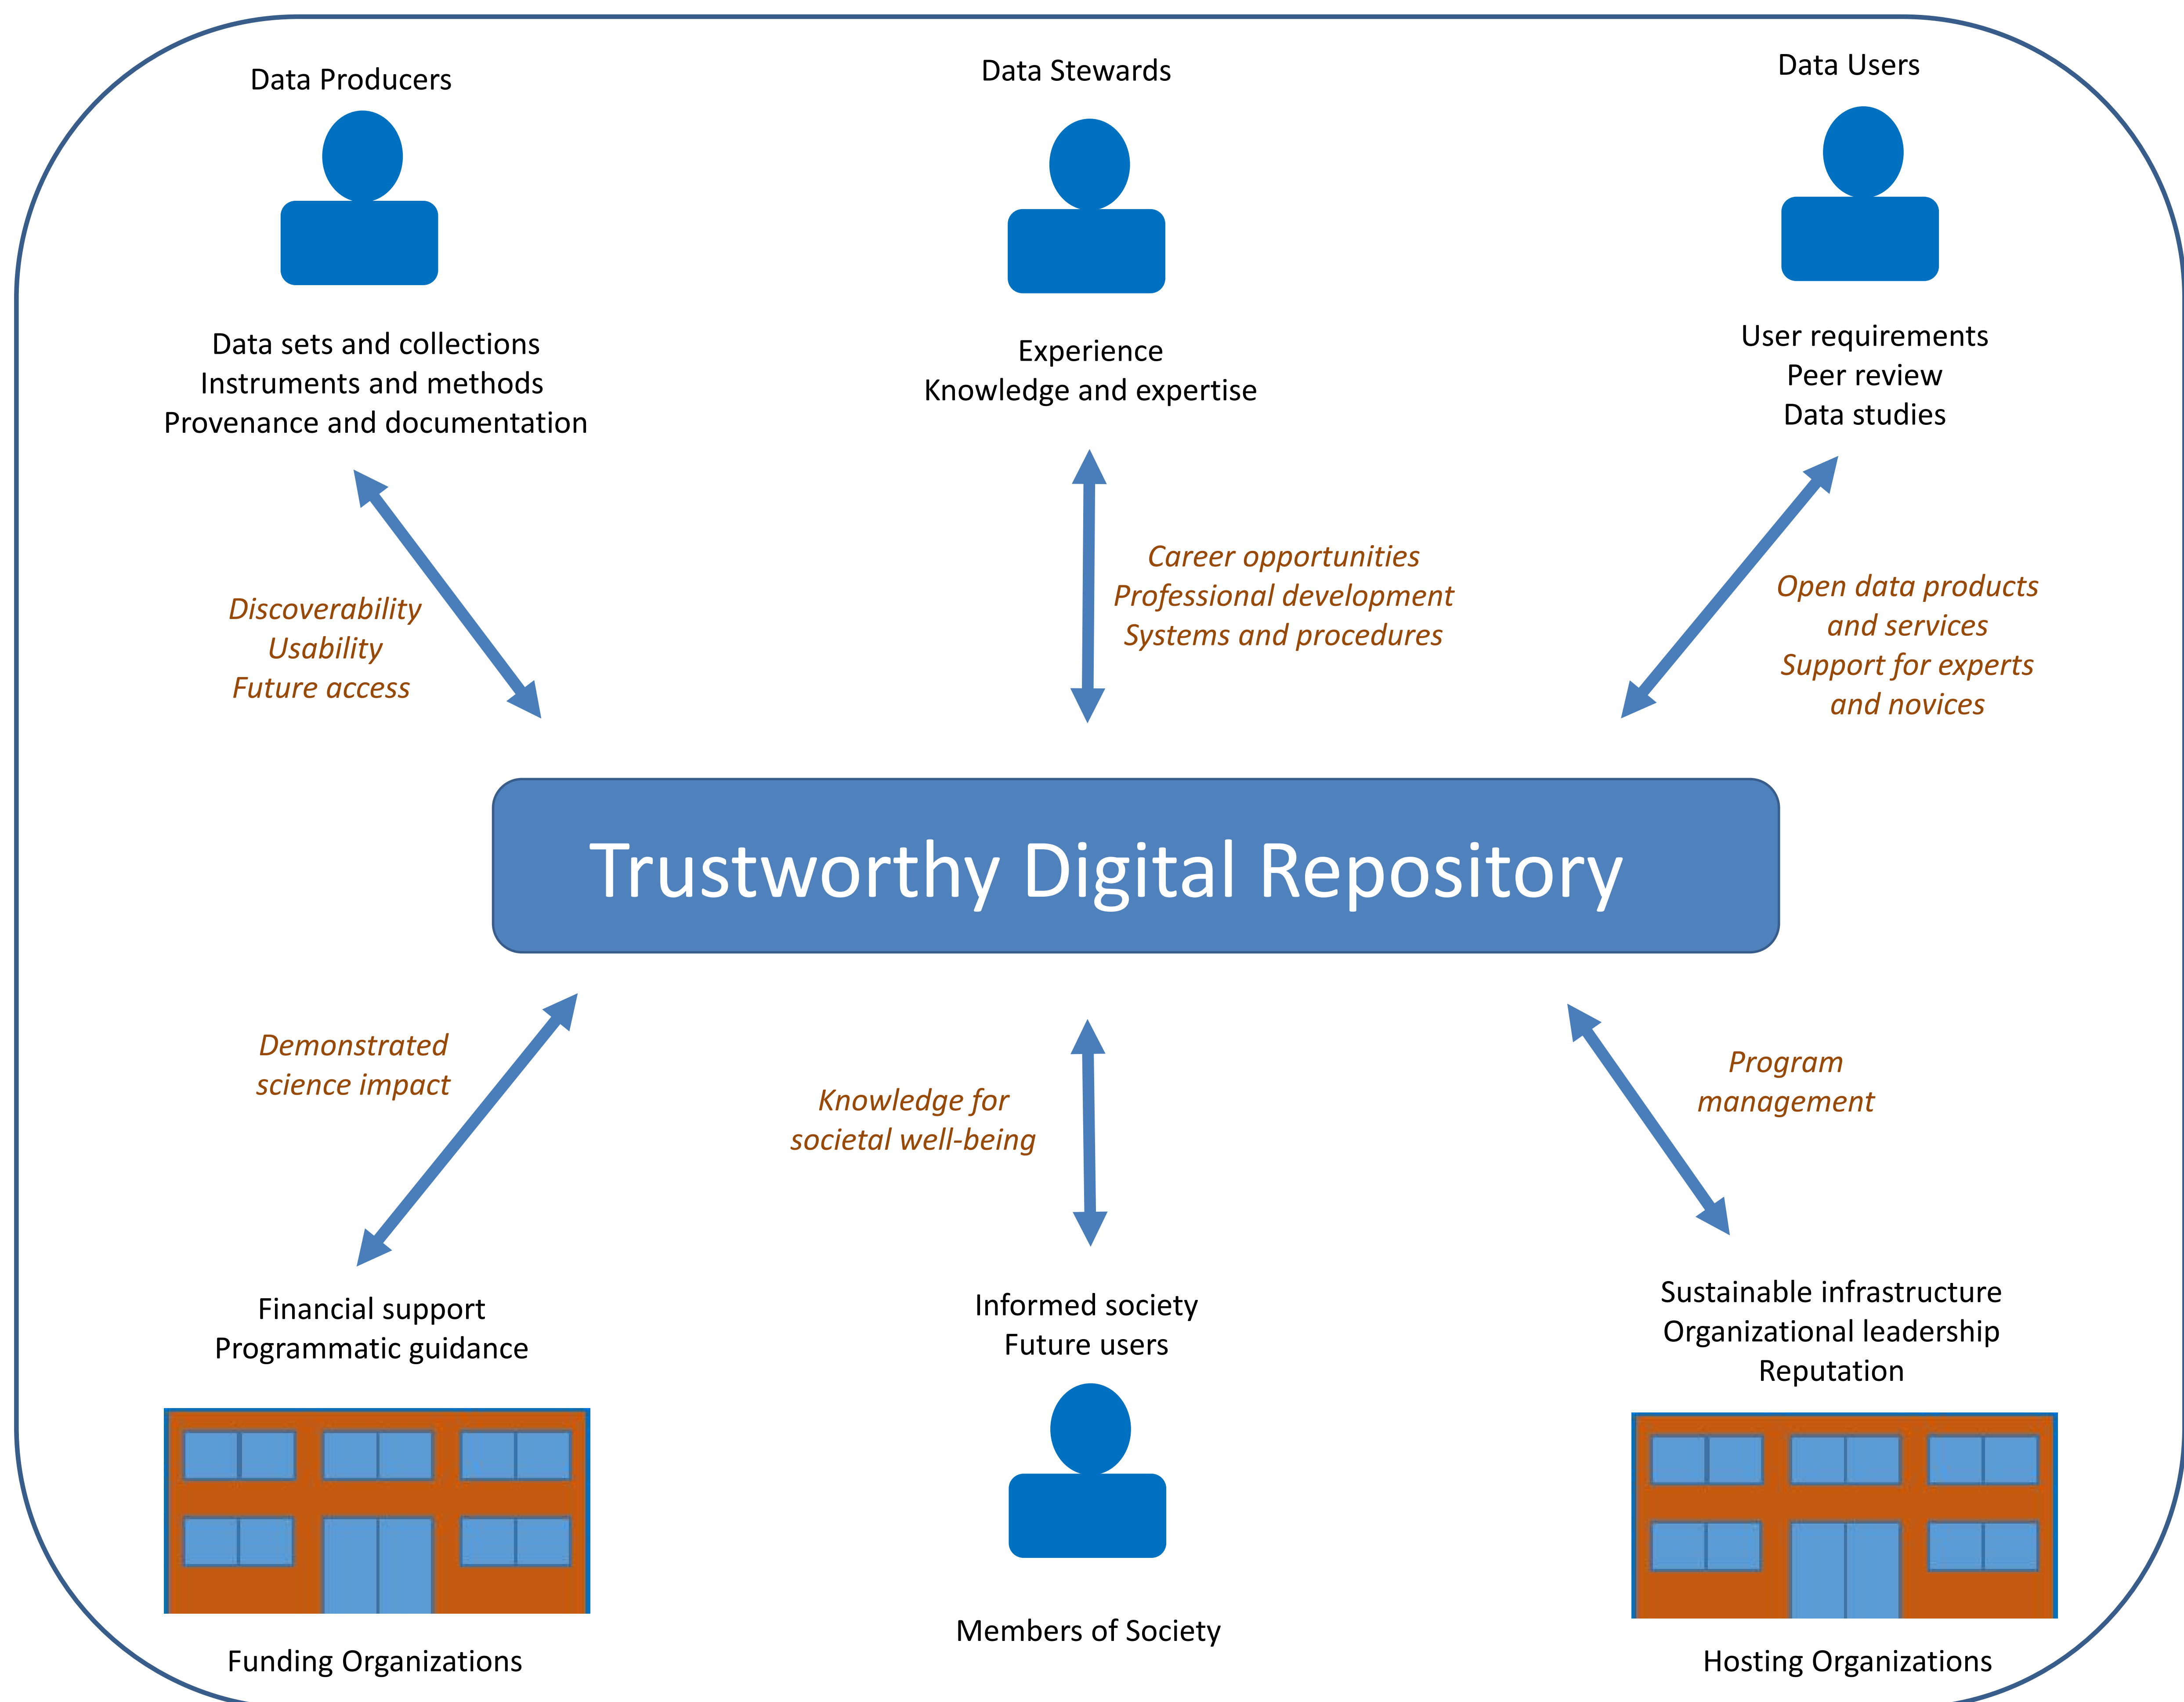 Data Producers
Data Stewards
Data Users
Data sets and collections
Instruments and methods
Provenance and documentation
Experience
Knowledge and expertise
User requirements
Peer review
Data studies
Discoverability
Usability
Future access
Career opportunities
Professional development
Systems and procedures
Open data products
and services
Support for experts
and novices
Trustworthy Digital Repository
Demonstrated
science impact
Knowledge for
societal well-being
Program
management
Financial support
Programmatic guidance
Informed society
Future users
Sustainable infrastructure
Organizational leadership
Reputation
Funding Organizations
Members of Society
Hosting Organizations